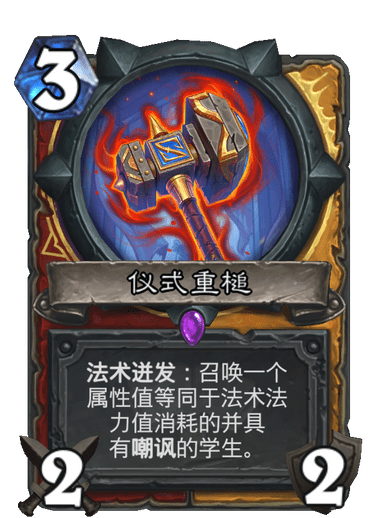 3
仪式重槌
法术迸发：召唤一个
属性值等同于法术法
力值消耗的并具
有嘲讽的学生。
2
2